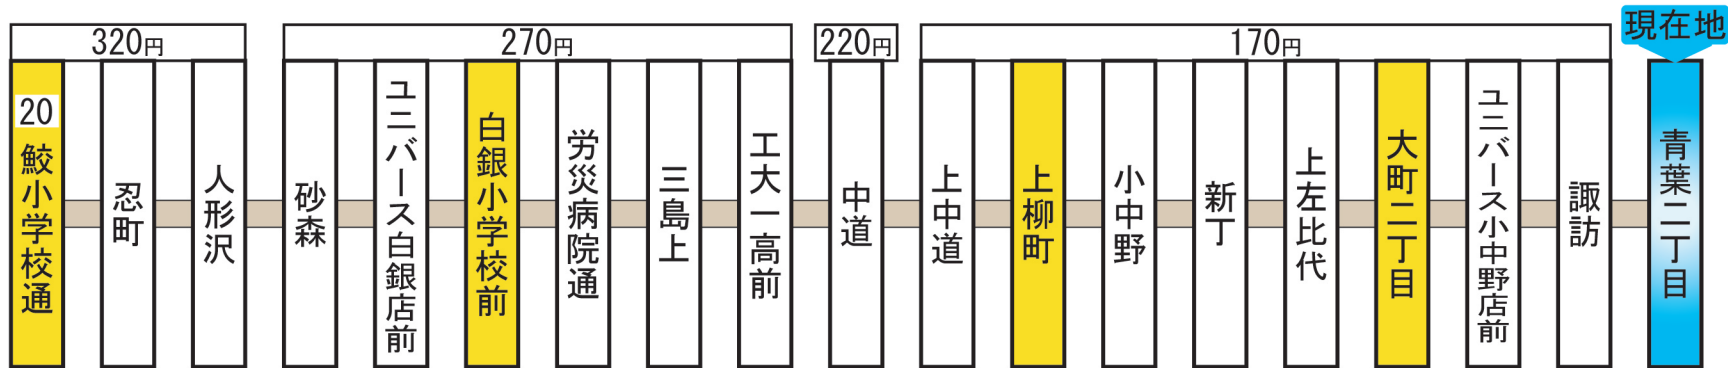 320円
270円
220円
170円
現在地
20
鮫小学校通
忍町
人形沢
砂森
ユニバース白銀店前
白銀小学校前
労災病院通
三島上
工大一高前
中道
上中道
上柳町
小中野
新丁
上左比代
大町二丁目
ユニバース小中野店前
諏訪
青葉二丁目